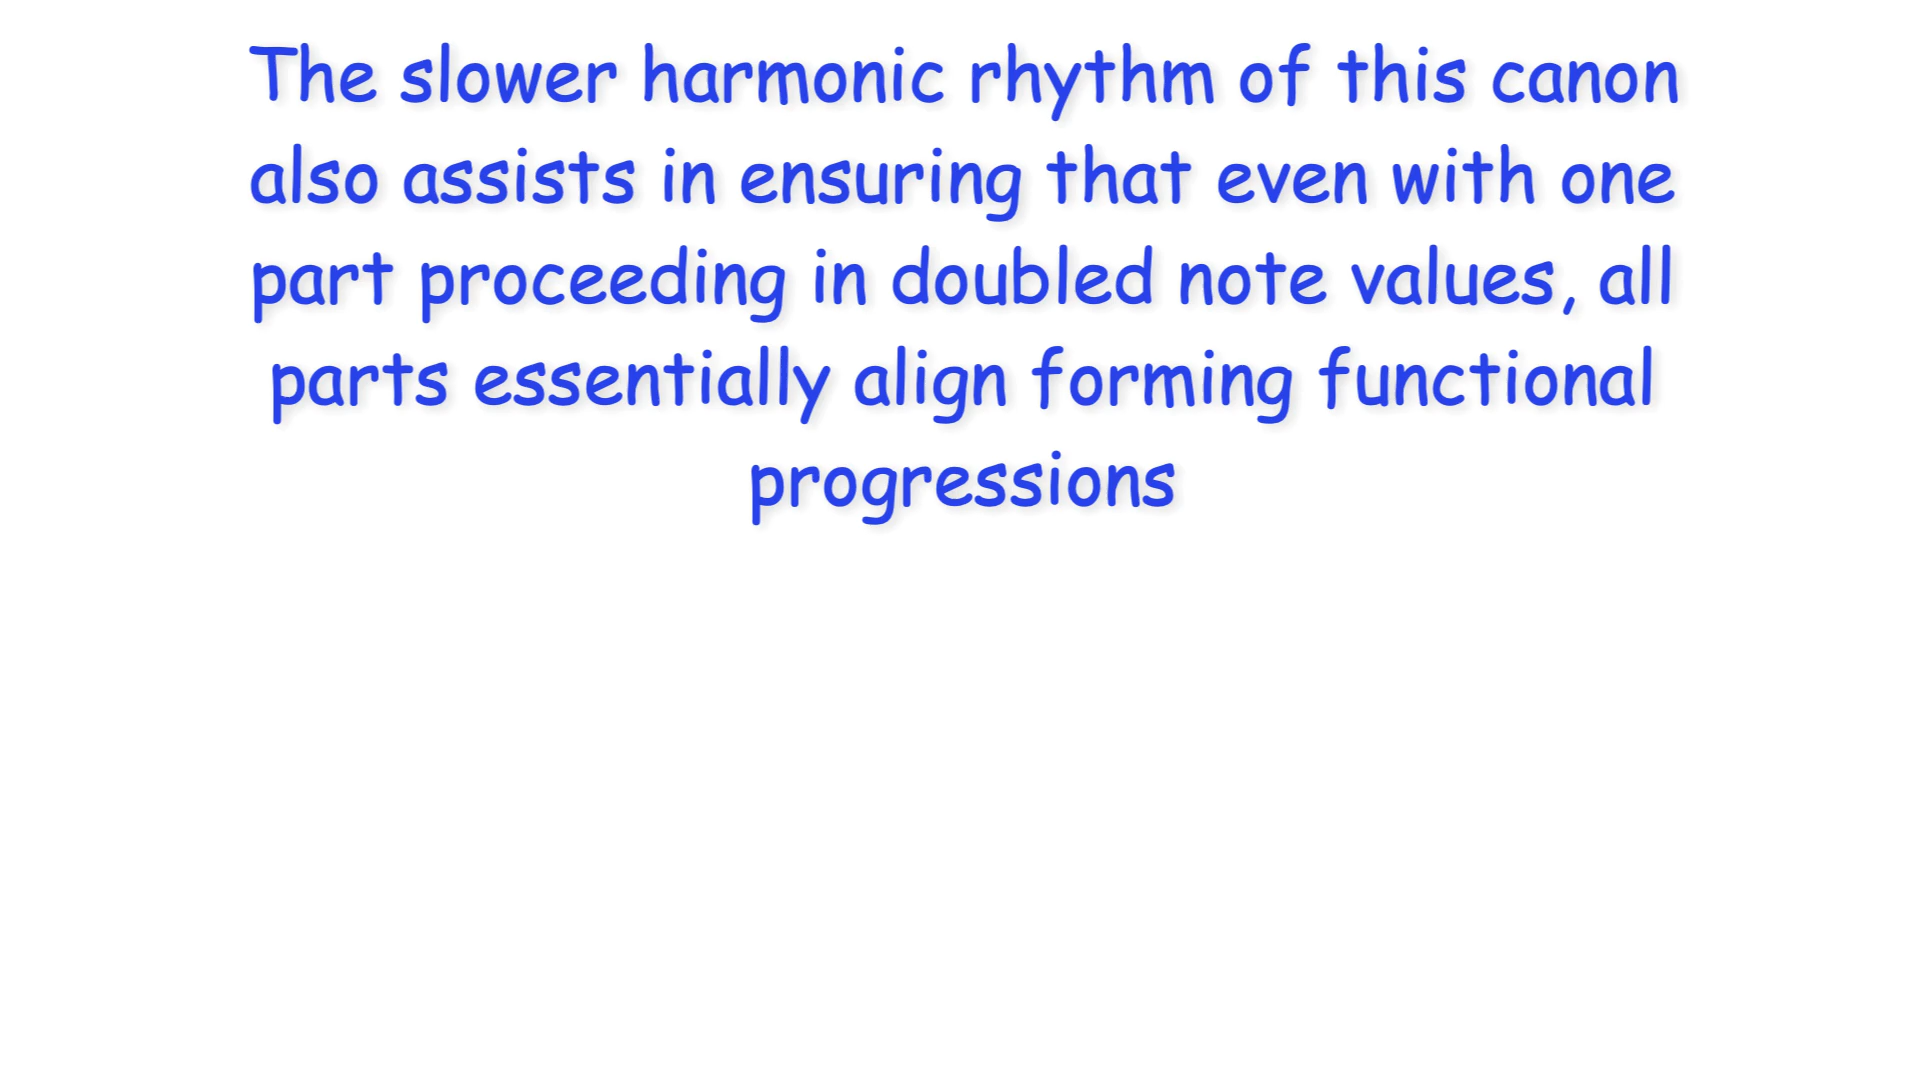 The slower harmonic rhythm of this canon
also assists in ensuring that even with one
part proceeding in doubled note values, all
parts essentially align forming functional
progressions